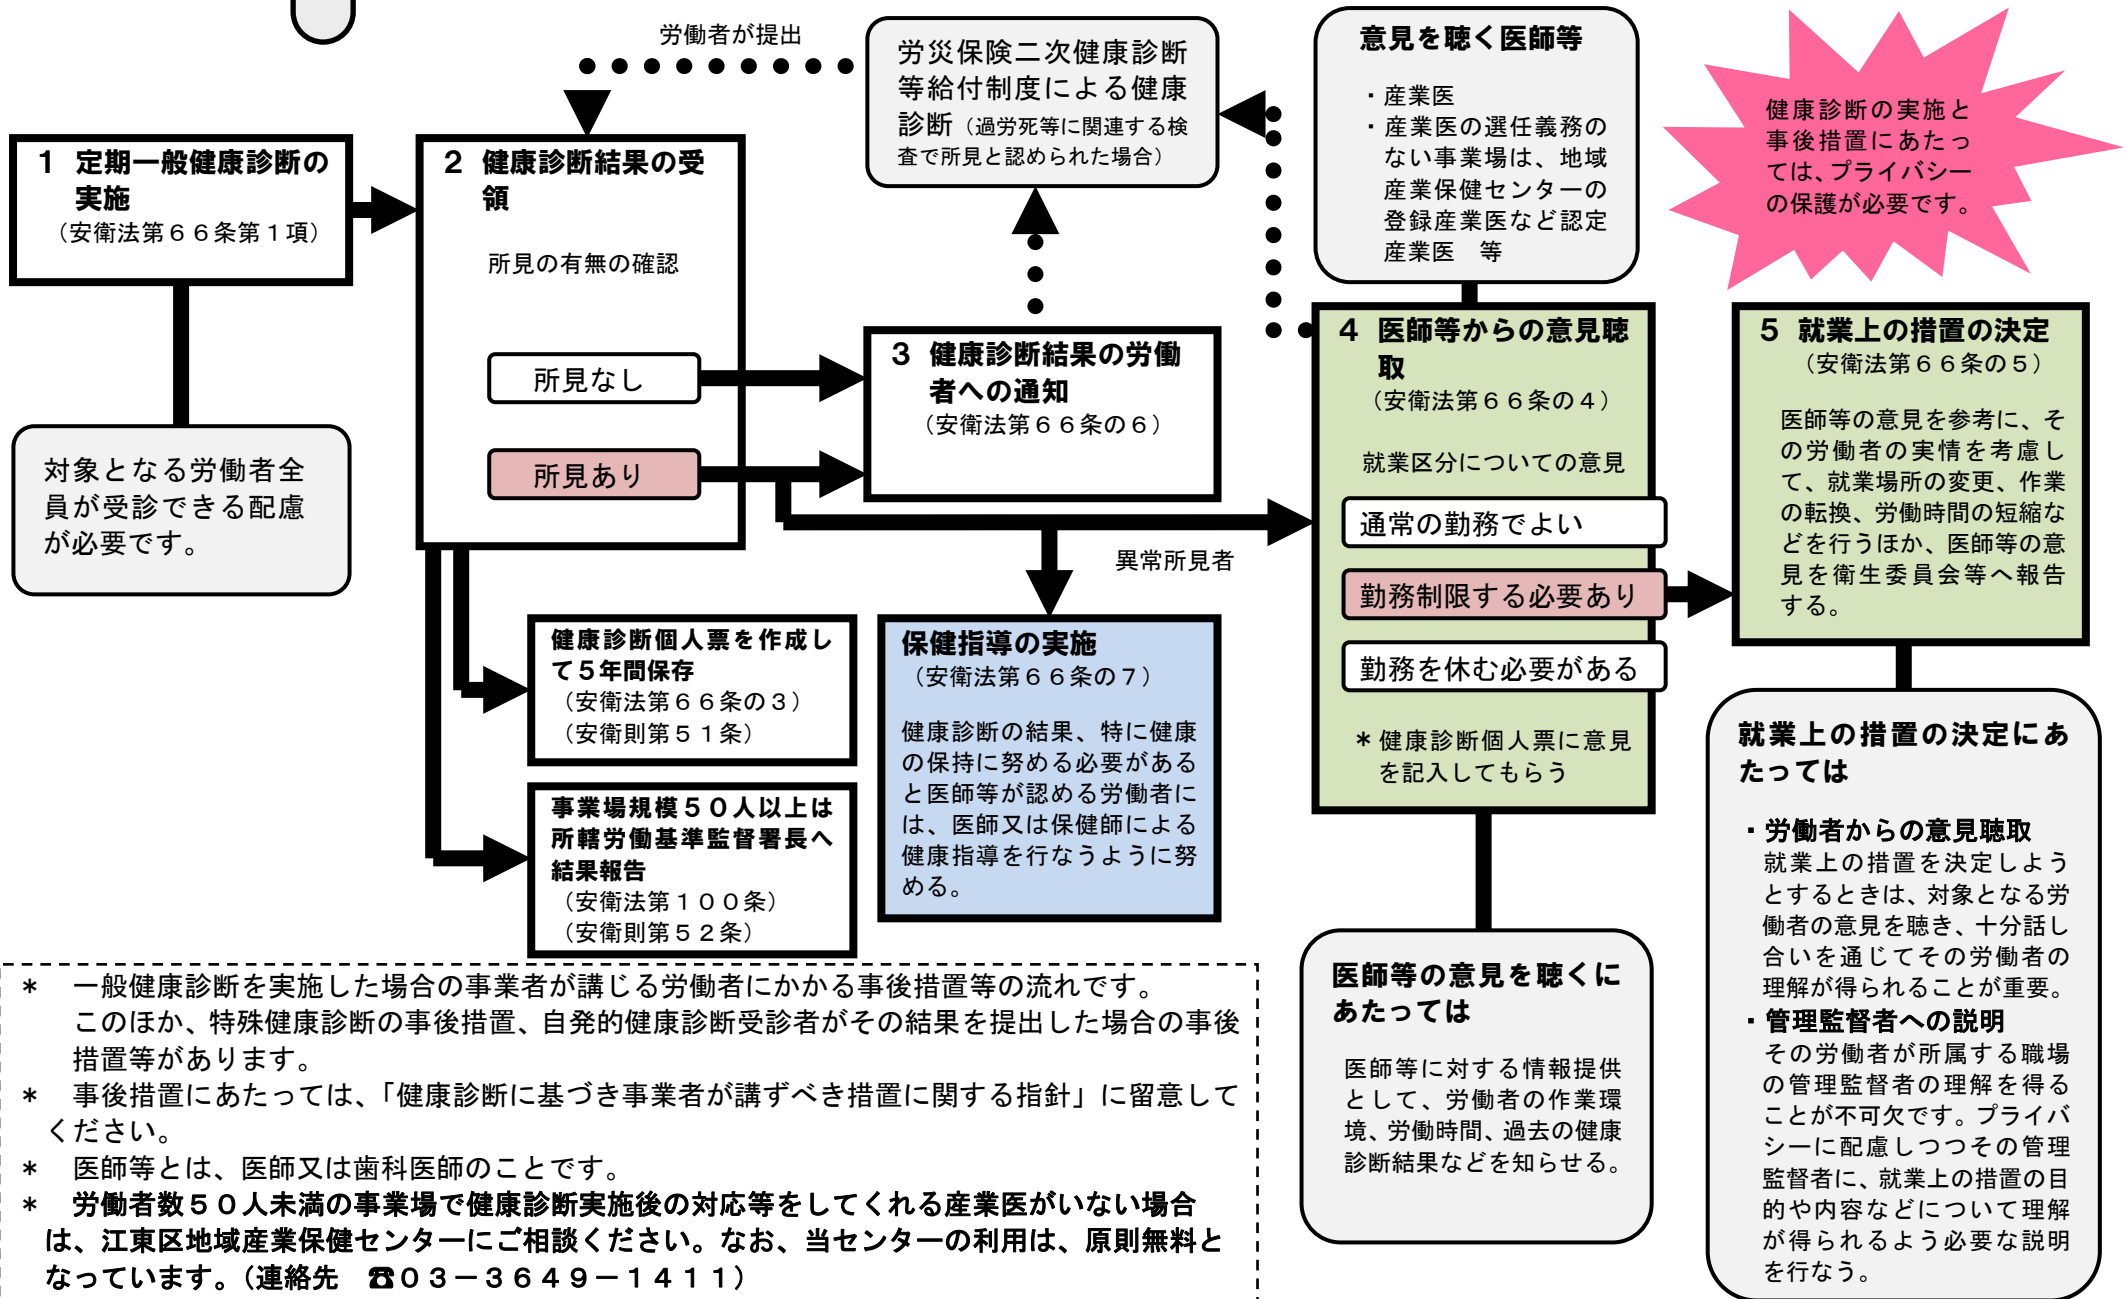 労働者が提出
労災保険二次健康診断
等給付制度による健康
診断（過労死等に関連する検
査で所見と認められた場合）
意見を聴く医師等
・産業医
・産業医の選任義務の
ない事業場は、地域
産業保健センターの
登録産業医など認定
産業医　等
健康診断の実施と
事後措置にあたっ
ては、プライバシー
の保護が必要です。
１ 定期一般健康診断の
実施
（安衛法第６６条第１項）
対象となる労働者全
員が受診できる配慮
が必要です。
２ 健康診断結果の受
領
所見の有無の確認
所見なし
所見あり
３ 健康診断結果の労働
者への通知
（安衛法第６６条の６）
異常所見者
４ 医師等からの意見聴
取
（安衛法第６６条の４）
就業区分についての意見
通常の勤務でよい
勤務制限する必要あり
勤務を休む必要がある
＊健康診断個人票に意見
を記入してもらう
５ 就業上の措置の決定
（安衛法第６６条の５）
医師等の意見を参考に、そ
の労働者の実情を考慮し
て、就業場所の変更、作業
の転換、労働時間の短縮な
どを行うほか、医師等の意
見を衛生委員会等へ報告
する。
健康診断個人票を作成し
て５年間保存
（安衛法第６６条の３）
（安衛則第５１条）
事業場規模５０人以上は
所轄労働基準監督署長へ
結果報告
（安衛法第１００条）
（安衛則第５２条）
保健指導の実施
（安衛法第６６条の７）
健康診断の結果、特に健康
の保持に努める必要がある
と医師等が認める労働者に
は、医師又は保健師による
健康指導を行なうように努
める。
医師等の意見を聴くに
あたっては
医師等に対する情報提供
として、労働者の作業環
境、労働時間、過去の健康
診断結果などを知らせる。
就業上の措置の決定にあ
たっては
・労働者からの意見聴取
就業上の措置を決定しよう
とするときは、対象となる労
働者の意見を聴き、十分話し
合いを通じてその労働者の
理解が得られることが重要。
・管理監督者への説明
その労働者が所属する職場
の管理監督者の理解を得る
ことが不可欠です。プライバ
シーに配慮しつつその管理
監督者に、就業上の措置の目
的や内容などについて理解
が得られるよう必要な説明
を行なう。
＊　一般健康診断を実施した場合の事業者が講じる労働者にかかる事後措置等の流れです。
このほか、特殊健康診断の事後措置、自発的健康診断受診者がその結果を提出した場合の事後
措置等があります。
＊　事後措置にあたっては、「健康診断に基づき事業者が講ずべき措置に関する指針」に留意して
ください。
＊　医師等とは、医師又は歯科医師のことです。
＊　労働者数５０人未満の事業場で健康診断実施後の対応等をしてくれる産業医がいない場合
は、江東区地域産業保健センターにご相談ください。なお、当センターの利用は、原則無料と
なっています。（連絡先　☎０３－３６４９－１４１１）